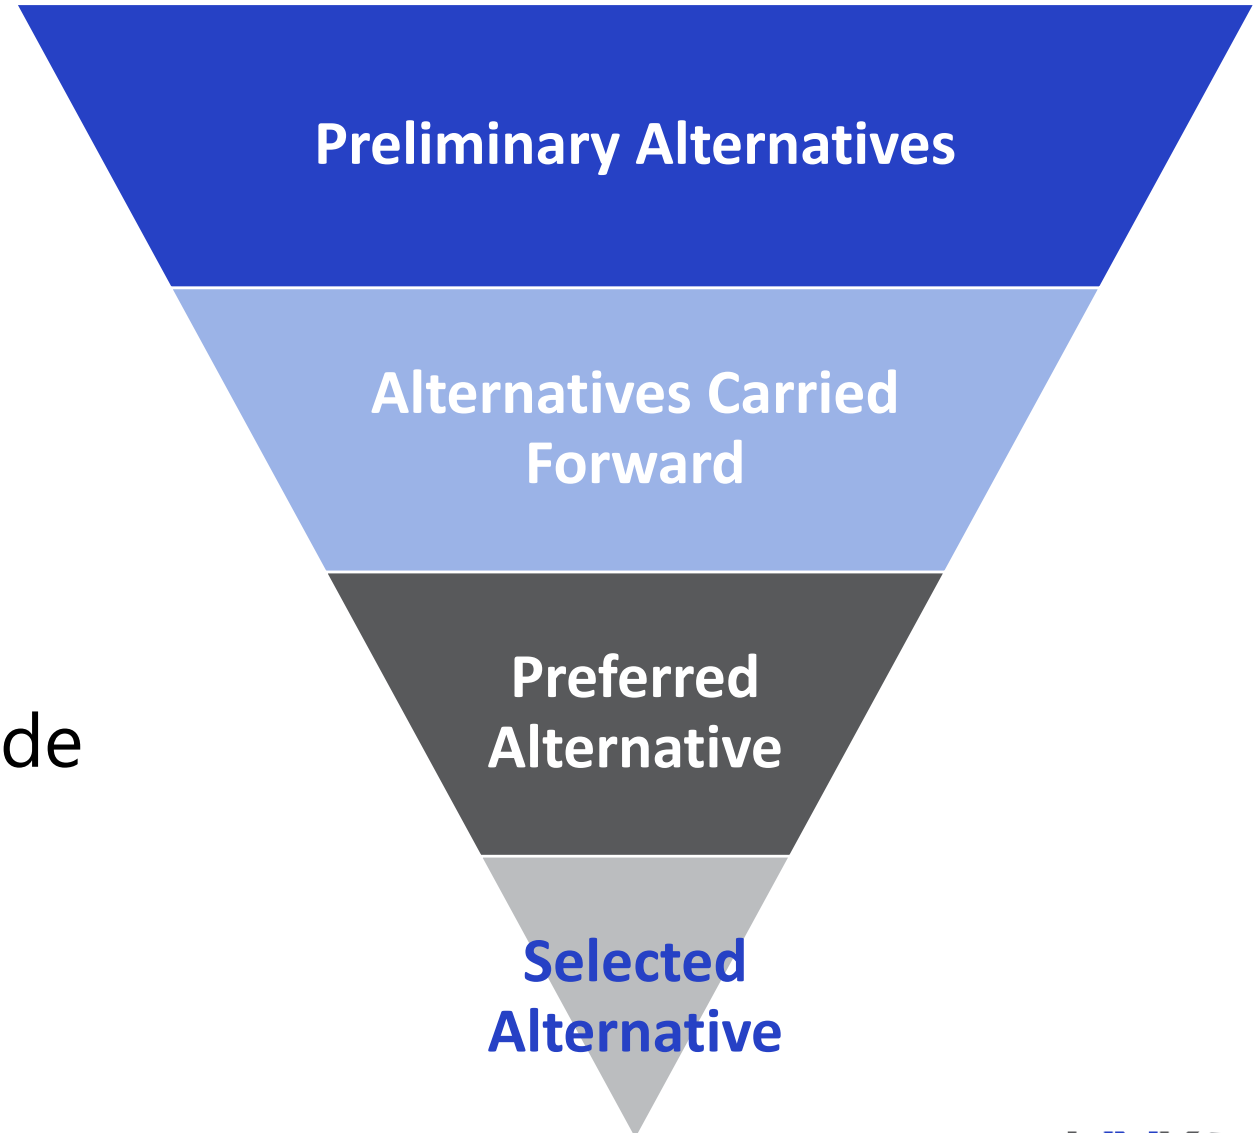 Preliminary Alternatives
Alternatives Carried
Forward
Preferred
Alternative
de
Selected
Alternative